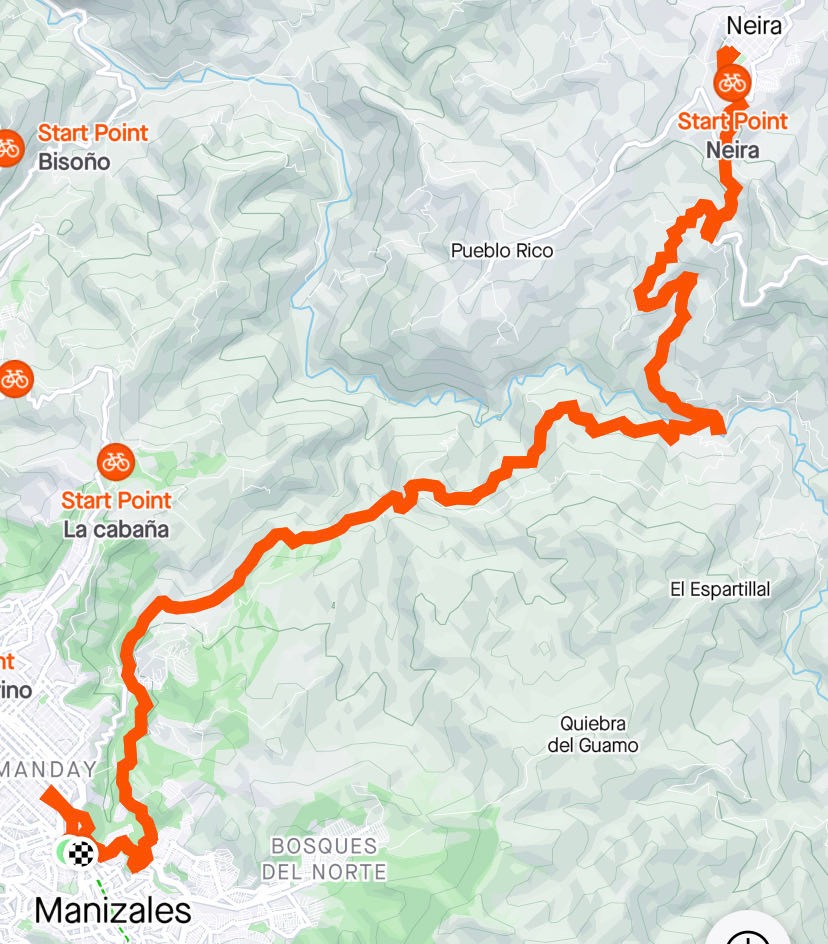 Neira
Start Point
Bisoño
Start Point
Neira
Pueblo Rico
Start Point
La cabaña
El Espartillal
nt
rino
Quiebra
del Guamo
MANDAY
BOSQUES
DEL NORTE
Manizales